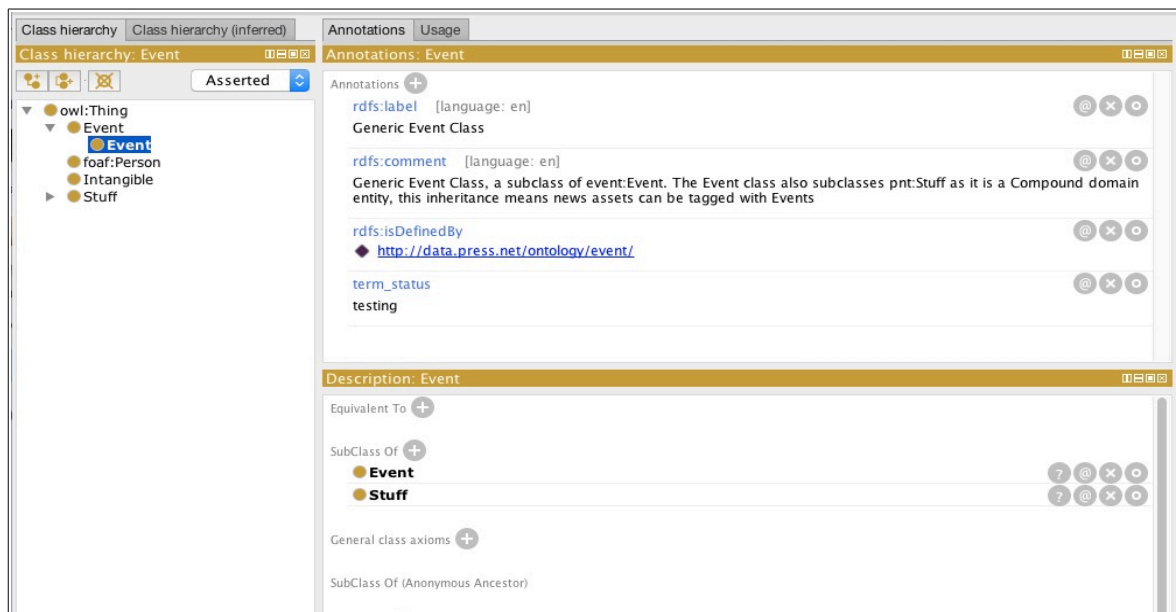 Class hierarchy Class hierarchy (inferred)
Class hierarchy: Event
Asserted
owl:Thing
Event
Event
foaf:Person
Intangible
Stuff
Annotations Usage
Annotations: Event
Annotations
rdfs:label [language: en]
Generic Event Class
rdfs:comment [language: en]
Generic Event Class, a subclass of event:Event. The Event class also subclasses pnt:Stuff as it is a Compound domain
entity, this inheritance means news assets can be tagged with Events
rdfs:isDefinedBy
http://data.press.net/ontology/event/
term_status
testing
Description: Event
Equivalent To
SubClass Of
Event
Stuff
General class axioms
SubClass Of (Anonymous Ancestor)